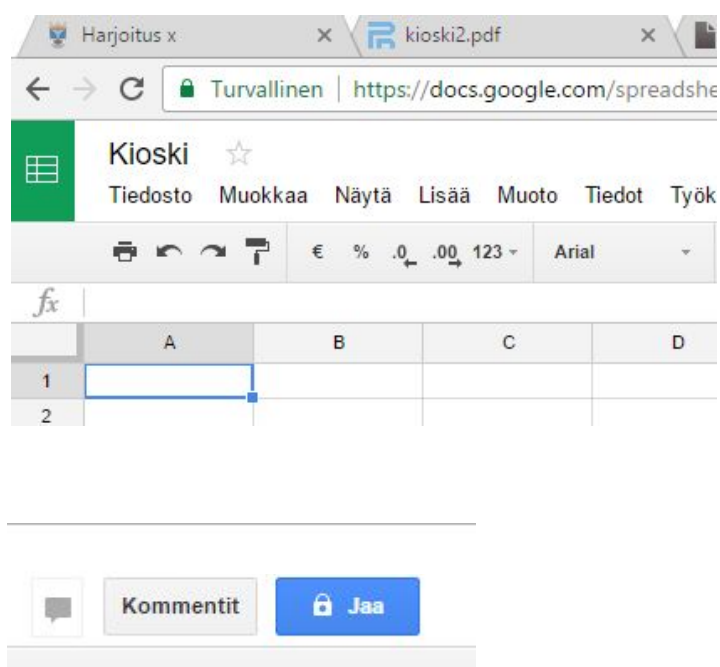 Harjoitus x kioski2.pdf
Turvallinen | https://docs.google.com/spreadshe
Kioski
Tiedosto Muokkaa Näytä Lisää Muoto Tiedot Työk
€ % .0 .00 123 Arial
fx
A B C D
1
2
Kommentit Jaa